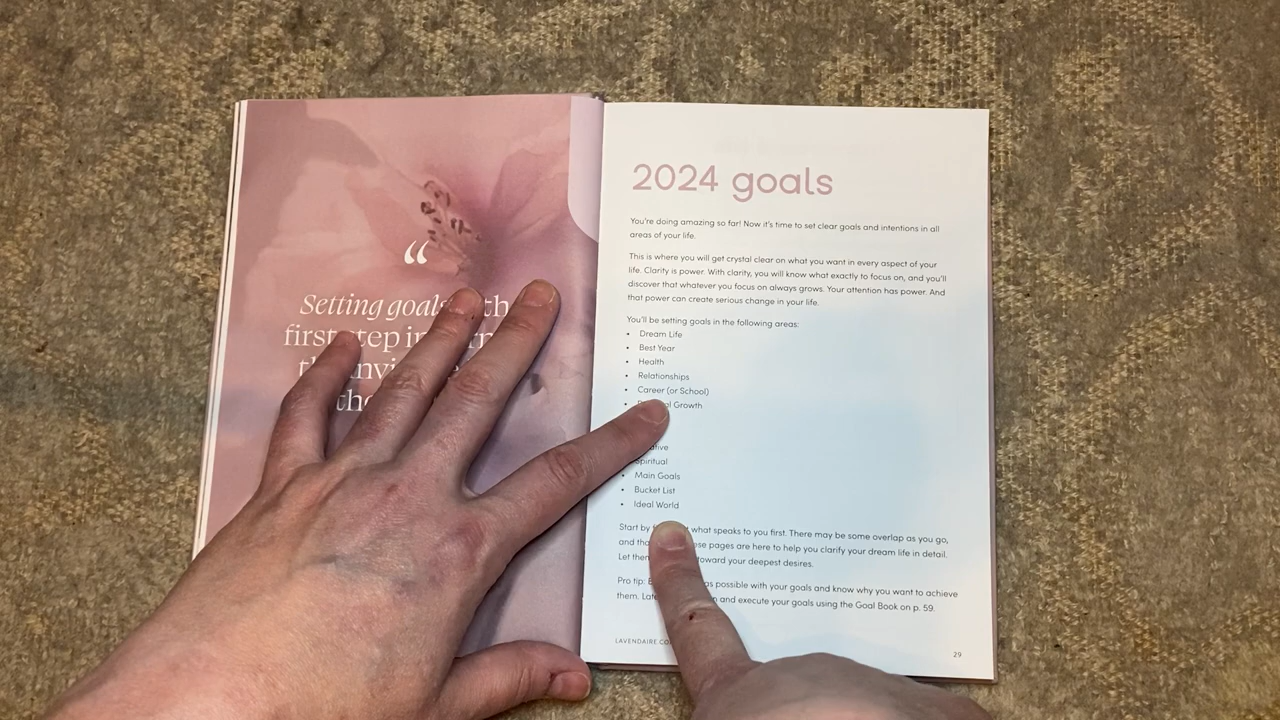 “
Setting goals th
first step in
the invi
the
2024 goals
You're doing amazing so far! Now it's time to set clear goals and intentions in all
areas of your life.
This is where you will get crystal clear on what you want in every aspect of your
life. Clarity is power. With clarity, you will know what exactly to focus on, and you'll
discover that whatever you focus on always grows. Your attention has power. And
that power can create serious change in your life.
You'll be setting goals in the following areas:
• Dream Life
• Best Year
• Health
• Relationships
• Career (or School)
• Growth
Spiritual
• Main Goals
• Bucket List
• Ideal World
Start by what speaks to you first. There may be some overlap as you go,
and pages are here to help you clarify your dream life in detail.
Let toward your deepest desires.
Pro tip: as possible with your goals and know why you want to achieve
them. and execute your goals using the Goal Book on p. 59.
LAVENDAIRE
29